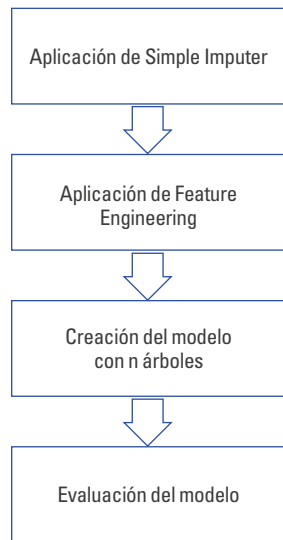 Aplicación de Simple Imputer
Aplicación de Feature
Engineering
Creación del modelo
con n árboles
Evaluación del modelo